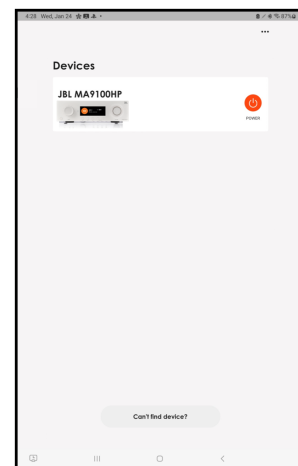 4:28 Wed, Jan 24
Devices
JBL MA9100HP
POWER
Can't find device?